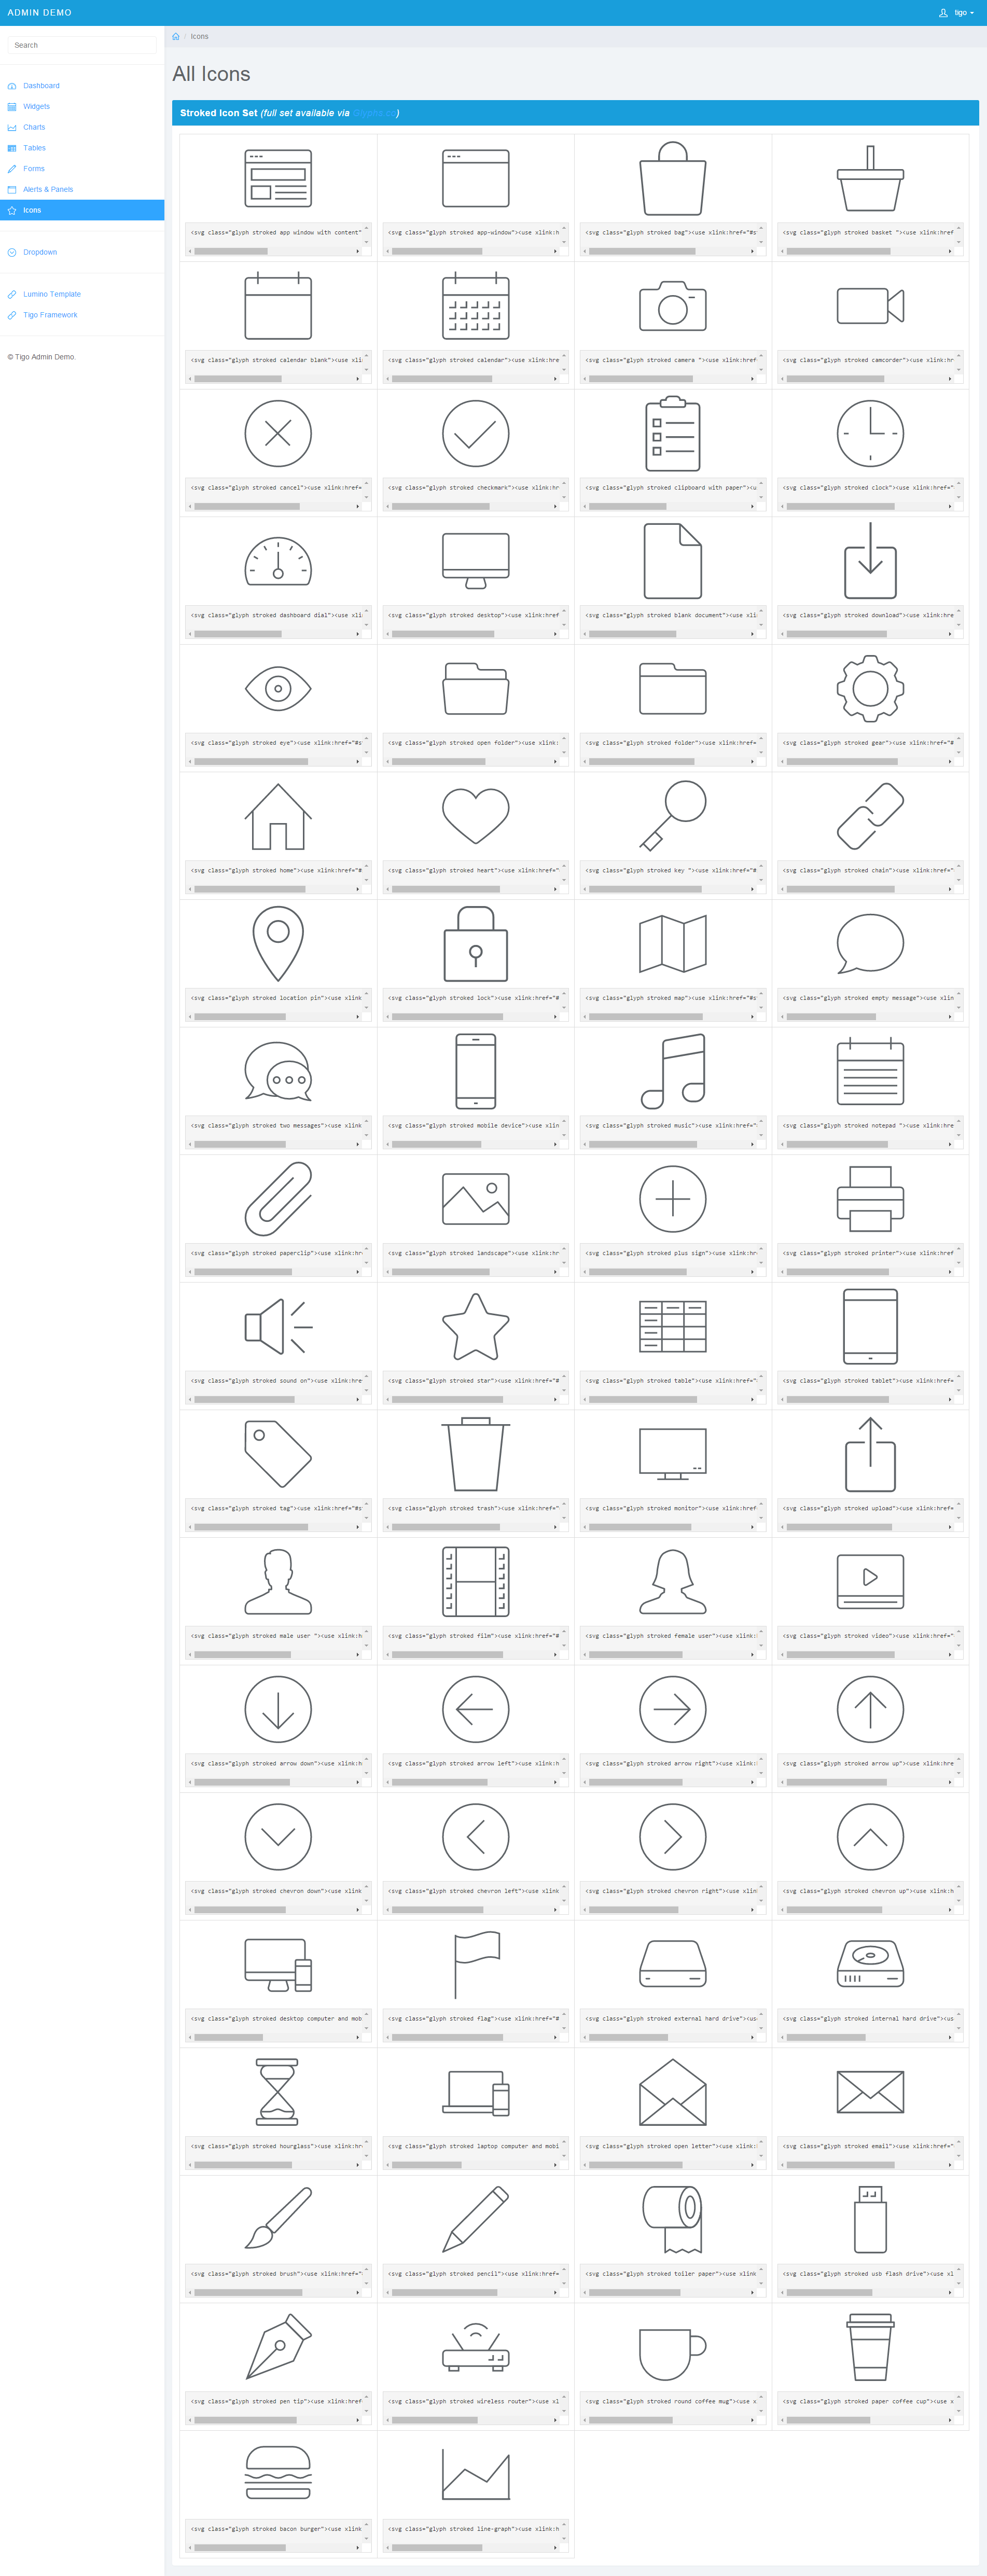 ADMIN DEMO
tigo
Search
Dashboard
Widgets
Charts
Tables
Forms
Alerts & Panels
Icons
Dropdown
Lumino Template
Tigo Framework
© Tigo Admin Demo.
/ Icons
All Icons
Stroked Icon Set (full set available via Glyphs.co)
<svg class="glyph stroked app window with content"
<svg class="glyph stroked app-window"><use xlink:h
<svg class="glyph stroked bag"><use xlink:href="#s
<svg class="glyph stroked basket "><use xlink:href
<svg class="glyph stroked calendar blank"><use xli
<svg class="glyph stroked calendar"><use xlink:hre
<svg class="glyph stroked camera "><use xlink:href
<svg class="glyph stroked camcorder"><use xlink:hr
<svg class="glyph stroked cancel"><use xlink:href=
<svg class="glyph stroked checkmark"><use xlink:hr
<svg class="glyph stroked clipboard with paper"><u
<svg class="glyph stroked clock"><use xlink:href="
<svg class="glyph stroked dashboard dial"><use xli
<svg class="glyph stroked desktop"><use xlink:href
<svg class="glyph stroked blank document"><use xli
<svg class="glyph stroked download"><use xlink:hre
<svg class="glyph stroked eye"><use xlink:href="#s
<svg class="glyph stroked open folder"><use xlink:
<svg class="glyph stroked folder"><use xlink:href=
<svg class="glyph stroked gear"><use xlink:href="#
<svg class="glyph stroked home"><use xlink:href="#
<svg class="glyph stroked heart"><use xlink:href="
<svg class="glyph stroked key "><use xlink:href="#
<svg class="glyph stroked chain"><use xlink:href="
<svg class="glyph stroked location pin"><use xlink
<svg class="glyph stroked lock"><use xlink:href="#
<svg class="glyph stroked map"><use xlink:href="#s
<svg class="glyph stroked empty message"><use xlin
<svg class="glyph stroked two messages"><use xlink
<svg class="glyph stroked mobile device"><use xlin
<svg class="glyph stroked music"><use xlink:href="
<svg class="glyph stroked notepad "><use xlink:hre
<svg class="glyph stroked paperclip"><use xlink:hr
<svg class="glyph stroked landscape"><use xlink:hr
<svg class="glyph stroked plus sign"><use xlink:hr
<svg class="glyph stroked printer"><use xlink:href
<svg class="glyph stroked sound on"><use xlink:hre
<svg class="glyph stroked star"><use xlink:href="#
<svg class="glyph stroked table"><use xlink:href="
<svg class="glyph stroked tablet"><use xlink:href=
<svg class="glyph stroked tag"><use xlink:href="#s
<svg class="glyph stroked trash"><use xlink:href="
<svg class="glyph stroked monitor"><use xlink:href
<svg class="glyph stroked upload"><use xlink:href=
<svg class="glyph stroked male user "><use xlink:h
<svg class="glyph stroked film"><use xlink:href="#
<svg class="glyph stroked female user"><use xlink:
<svg class="glyph stroked video"><use xlink:href="
<svg class="glyph stroked arrow down"><use xlink:h
<svg class="glyph stroked arrow left"><use xlink:h
<svg class="glyph stroked arrow right"><use xlink:
<svg class="glyph stroked arrow up"><use xlink:hre
<svg class="glyph stroked chevron down"><use xlink
<svg class="glyph stroked chevron left"><use xlink
<svg class="glyph stroked chevron right"><use xlin
<svg class="glyph stroked chevron up"><use xlink:h
<svg class="glyph stroked desktop computer and mob
<svg class="glyph stroked flag"><use xlink:href="#
<svg class="glyph stroked external hard drive"><us
<svg class="glyph stroked internal hard drive"><us
<svg class="glyph stroked hourglass"><use xlink:hr
<svg class="glyph stroked laptop computer and mobi
<svg class="glyph stroked open letter"><use xlink:
<svg class="glyph stroked email"><use xlink:href="
<svg class="glyph stroked brush"><use xlink:href="
<svg class="glyph stroked pencil"><use xlink:href=
<svg class="glyph stroked toiler paper"><use xlink
<svg class="glyph stroked usb flash drive"><use xl
<svg class="glyph stroked pen tip"><use xlink:href
<svg class="glyph stroked wireless router"><use xl
<svg class="glyph stroked round coffee mug"><use x
<svg class="glyph stroked paper coffee cup"><use x
<svg class="glyph stroked bacon burger"><use xlink
<svg class="glyph stroked line-graph"><use xlink:h